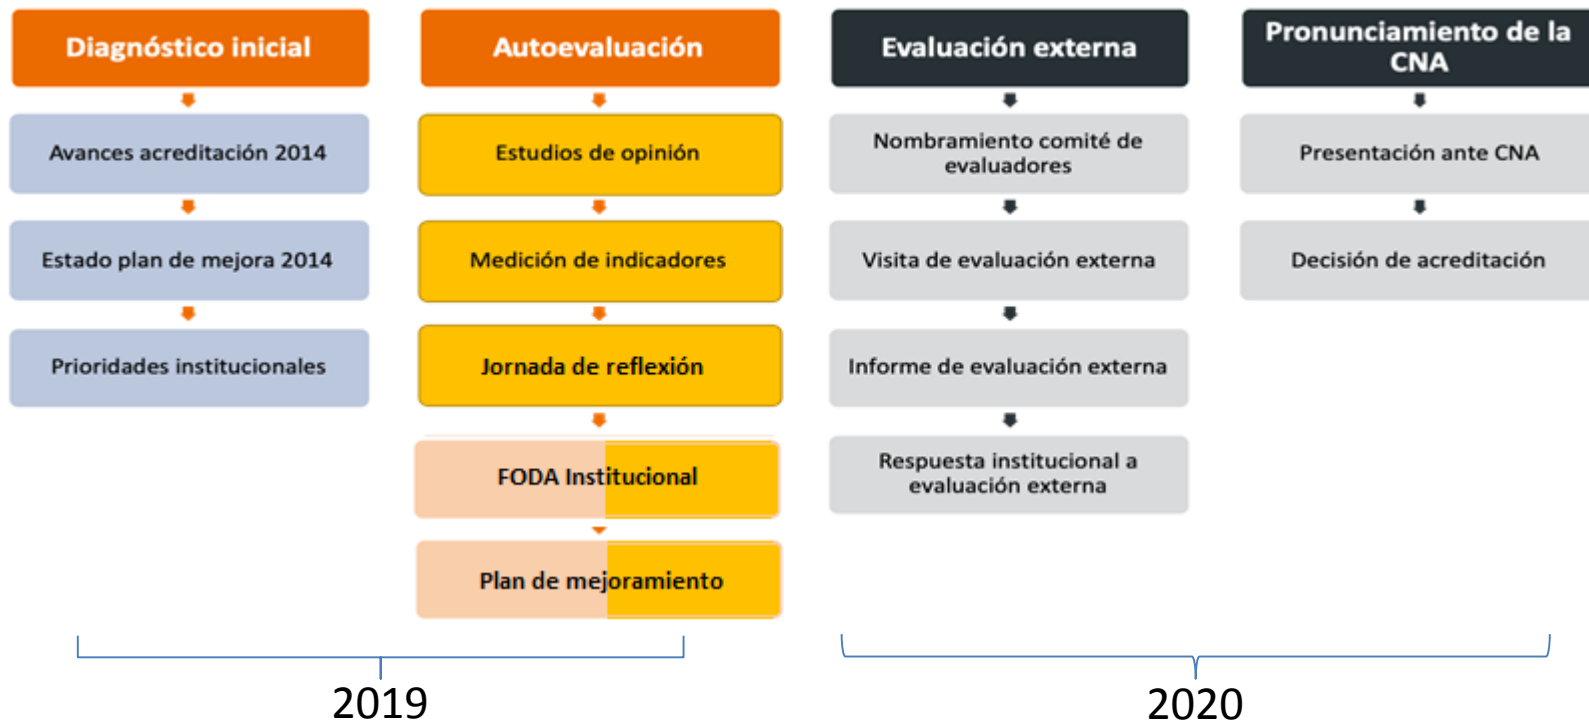 Diagnóstico inicial
Avances acreditación 2014
Estado plan de mejora 2014
Prioridades institucionales
Autoevaluación
Estudios de opinión
Medición de indicadores
Jornada de reflexión
FODA Institucional
Plan de mejoramiento
Evaluación externa
Nombramiento comité de
evaluadores
Visita de evaluación externa
Informe de evaluación externa
Respuesta institucional a
evaluación externa
Pronunciamiento de la
CNA
Presentación ante CNA
Decisión de acreditación
2019
2020